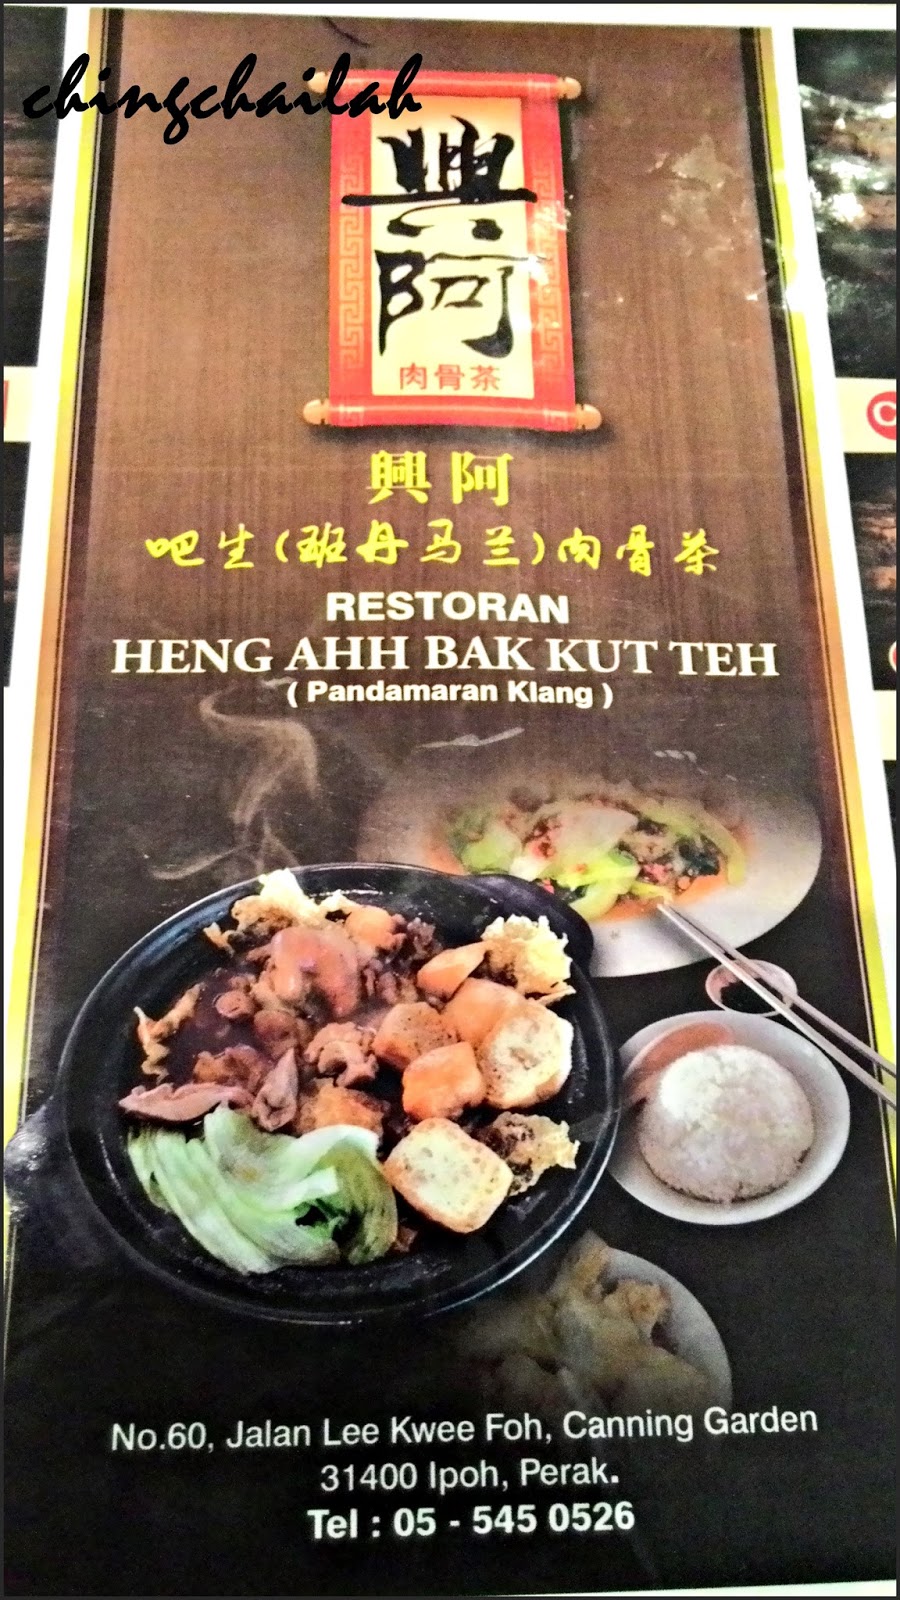 chingchailah
興
阿
肉骨茶
興阿
吧生(班丹马兰)肉骨茶
RESTORAN
HENG AHH BAK KUT TEH
( Pandamaran Klang )
No.60, Jalan Lee Kwee Foh, Canning Garden
31400 Ipoh, Perak.
Tel : 05 - 545 0526